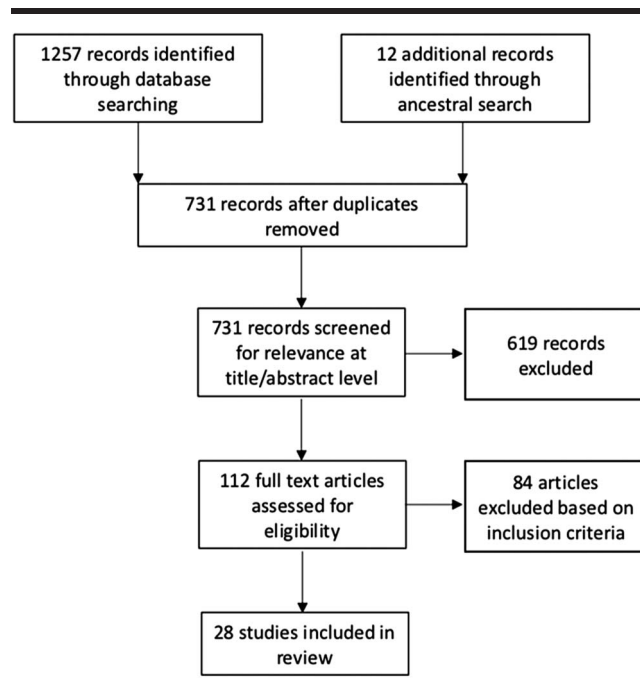 1257 records identified
through database
searching
12 additional records
identified through
ancestral search
731 records after duplicates
removed
731 records screened
for relevance at
title/abstract level
619 records
excluded
112 full text articles
assessed for
eligibility
84 articles
excluded based on
inclusion criteria
28 studies included in
review